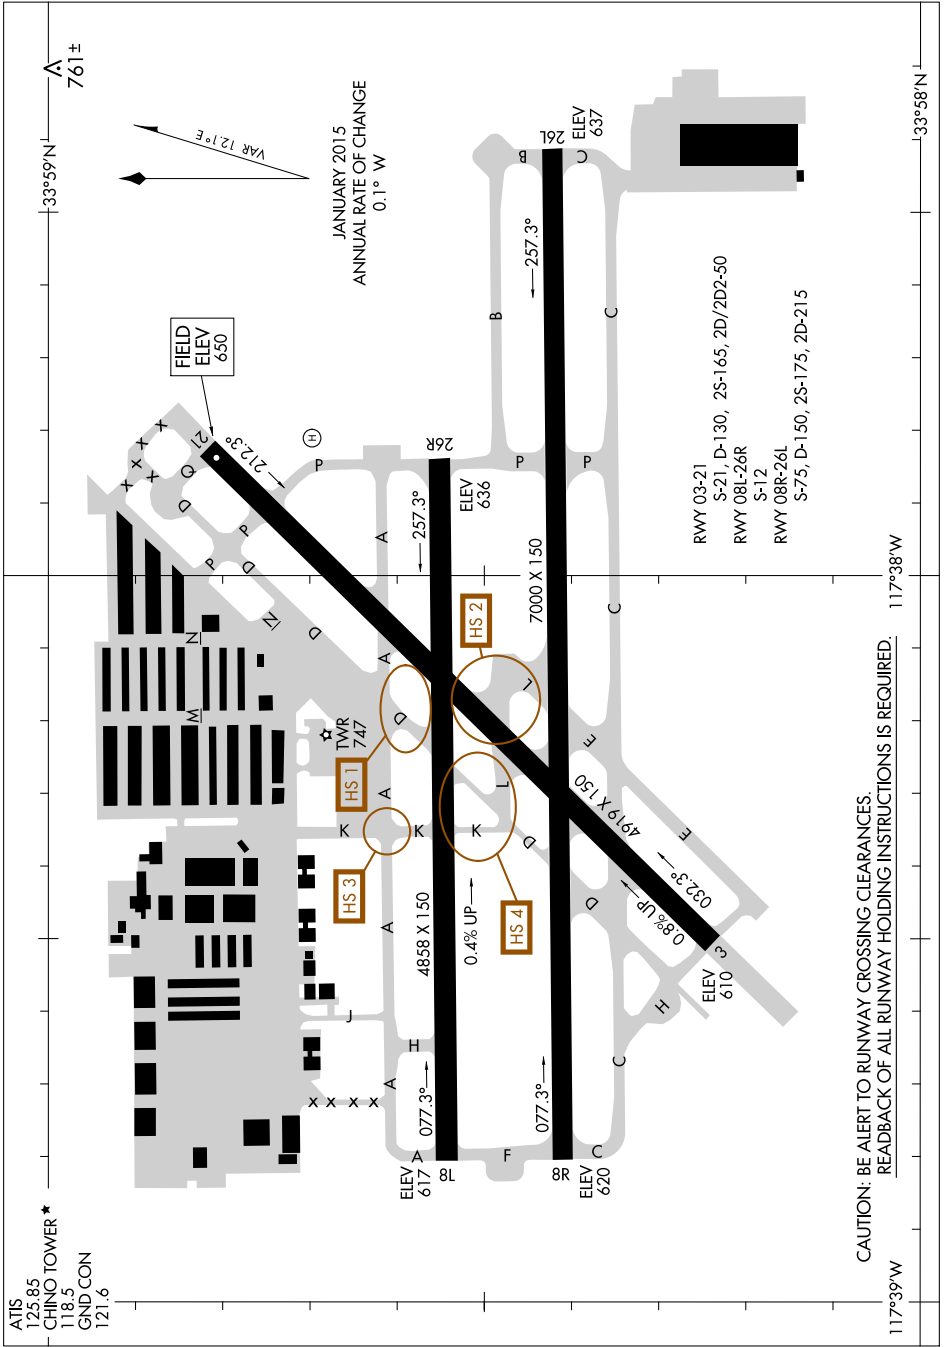 ATIS
125.85
CHINO TOWER ★
118.5
GND CON
121.6
33°59'N
33°58'N
117°39'W
117°38'W
761±
VAR 12.1°E
JANUARY 2015
ANNUAL RATE OF CHANGE
0.1° W
FIELD
ELEV
650
21
212.3°
H
Q
D
P
P
D
D
P
N
N
M
TWR
747
HS 1
HS 2
HS 3
HS 4
A
A
D
A
K
K
K
A
J
H
A
A
L
L
D
E
E
D
H
F
C
C
C
C
C
B
B
P
P
X X X X
X X X X X
ELEV
617
8L
077.3°
4858 X 150
0.4% UP
257.3°
26R
ELEV
636
ELEV
620
8R
077.3°
7000 X 150
257.3°
26L
ELEV
637
ELEV
610
3
032.3°
0.8% UP
4919 X 150
RWY 03-21
S-21, D-130, 2S-165, 2D/2D2-50
RWY 08L-26R
S-12
RWY 08R-26L
S-75, D-150, 2S-175, 2D-215
CAUTION: BE ALERT TO RUNWAY CROSSING CLEARANCES.
READBACK OF ALL RUNWAY HOLDING INSTRUCTIONS IS REQUIRED.